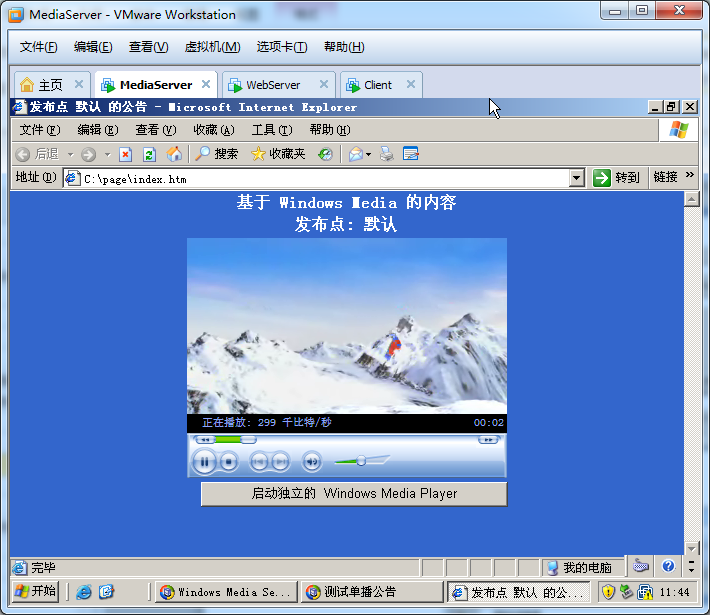 MediaServer - VMware Workstation
文件(F) 编辑(E) 查看(V) 虚拟机(M) 选项卡(T) 帮助(H)
主页 MediaServer WebServer Client
发布点 默认 的公告 - Microsoft Internet Explorer
文件(F) 编辑(E) 查看(V) 收藏(A) 工具(T) 帮助(H)
后退 搜索 收藏夹
地址(D) C:\page\index.htm 转到 链接 »
基于 Windows Media 的内容
发布点: 默认
正在播放: 299 千比特/秒 00:02
启动独立的 Windows Media Player
完毕 我的电脑
开始 Windows Media Se... 测试单播公告 发布点 默认 的公... 11:44